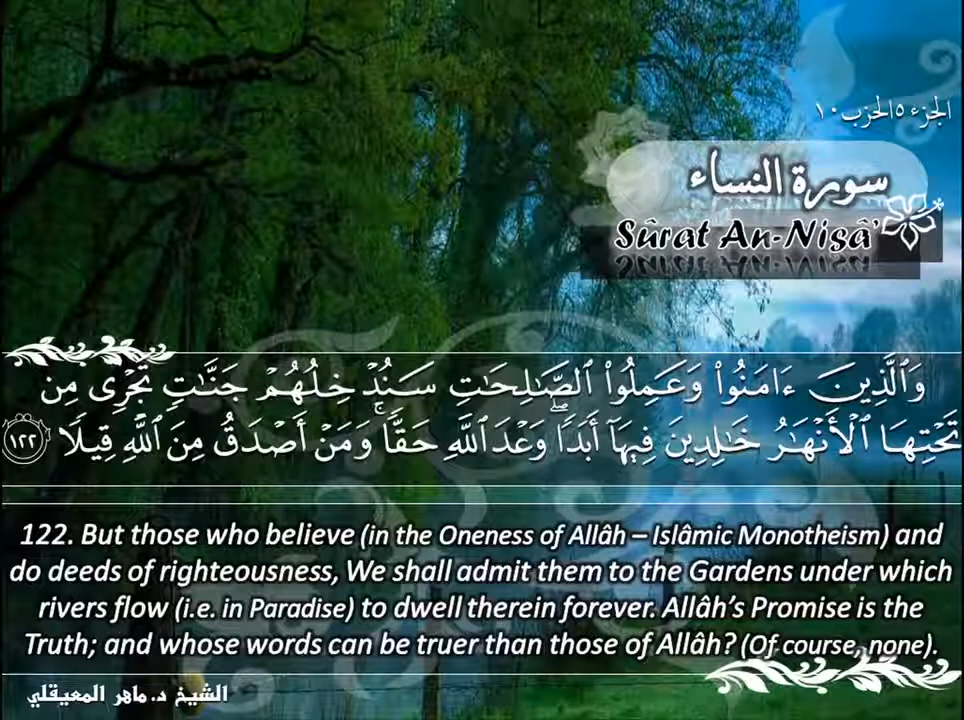 الجزء ٥ الحزب ١٠
سورة النساء
Sûrat An-Nisâ'
وَٱلَّذِينَ ءَامَنُوا۟ وَعَمِلُوا۟ ٱلصَّـٰلِحَـٰتِ سَنُدْخِلُهُمْ جَنَّـٰتٍ تَجْرِى مِن
تَحْتِهَا ٱلْأَنْهَـٰرُ خَـٰلِدِينَ فِيهَآ أَبَدًا ۖ وَعْدَ ٱللَّهِ حَقًّا ۚ وَمَنْ أَصْدَقُ مِنَ ٱللَّهِ قِيلًا ١٢٢
122. But those who believe (in the Oneness of Allâh – Islâmic Monotheism) and
do deeds of righteousness, We shall admit them to the Gardens under which
rivers flow (i.e. in Paradise) to dwell therein forever. Allâh's Promise is the
Truth; and whose words can be truer than those of Allâh? (Of course, none).
الشيخ د. ماهر المعيقلي